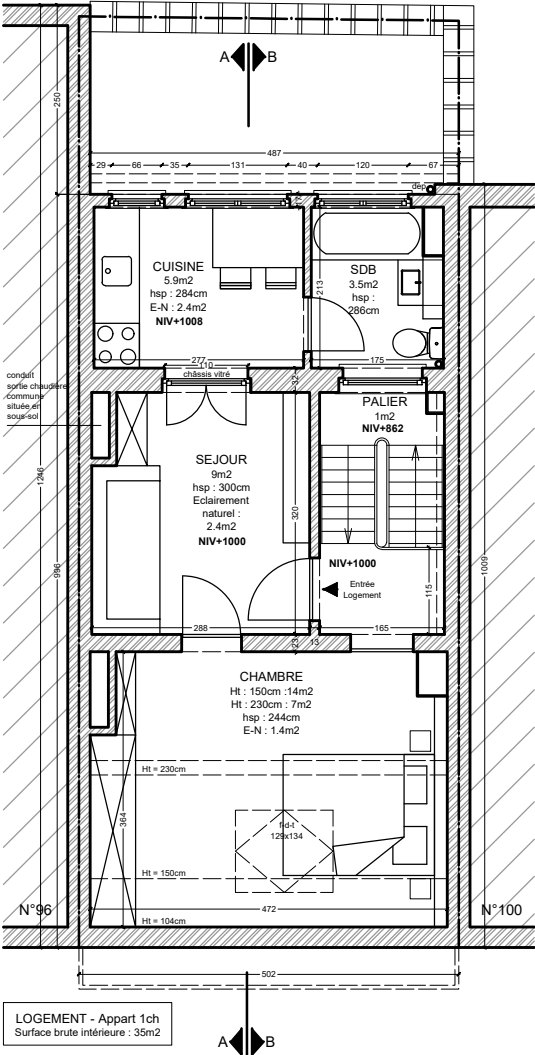 A B
250
487
29 66 35 131 40 120 67
dep
17
CUISINE
5.9m2
hsp : 284cm
E-N : 2.4m2
NIV+1008
SDB
3.5m2
hsp :
286cm
213
277
110
châssis vitré
175
32
conduit
sortie chaudière
commune
située en
sous-sol
PALIER
1m2
NIV+862
SEJOUR
9m2
hsp : 300cm
Eclairement
naturel :
2.4m2
NIV+1000
320
1246
996
1009
NIV+1000
Entrée
Logement
115
288
165
23
13
CHAMBRE
Ht : 150cm :14m2
Ht : 230cm : 7m2
hsp : 244cm
E-N : 1.4m2
Ht = 230cm
364
f-d-t
129x134
Ht = 150cm
N°96
472
N°100
Ht = 104cm
502
LOGEMENT - Appart 1ch
Surface brute intérieure : 35m2
A B